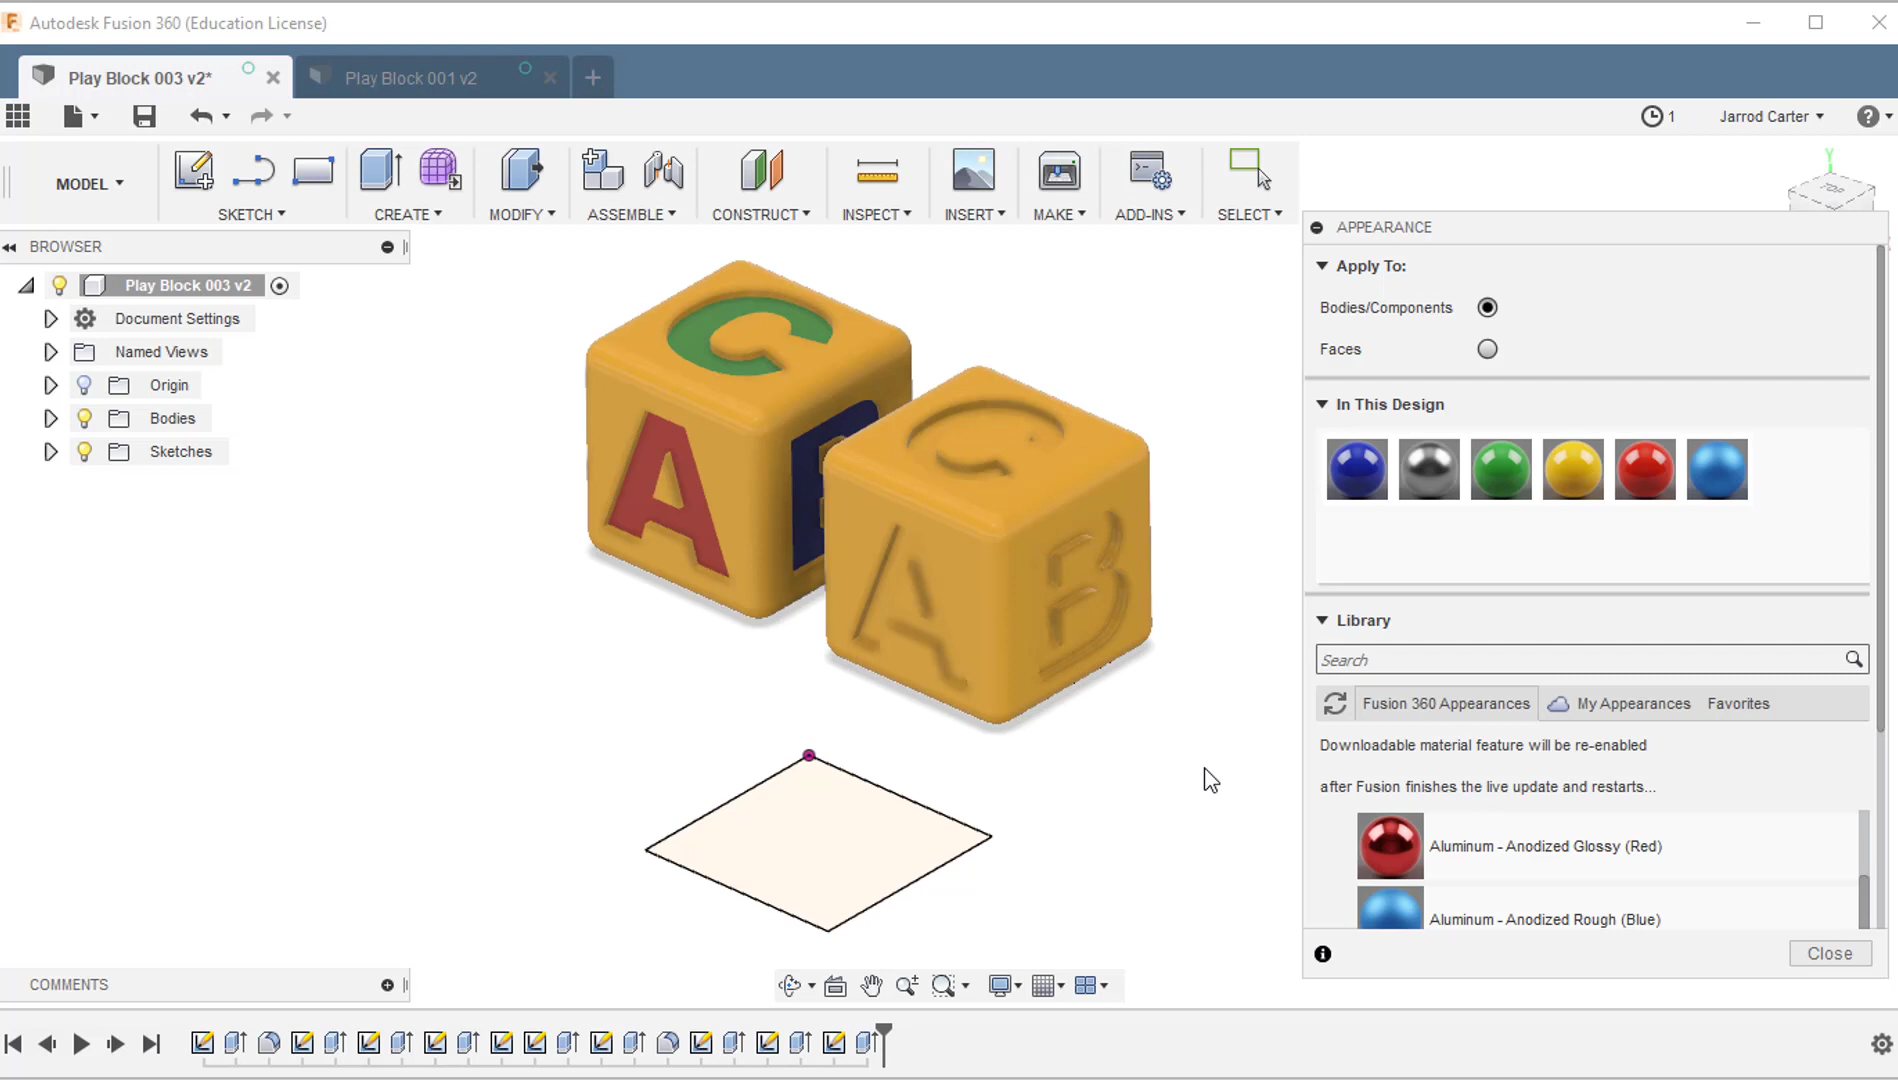 Autodesk Fusion 360 (Education License)
Play Block 003 v2*
Play Block 001 v2
1
Jarrod Carter
MODEL
SKETCH
CREATE
MODIFY
ASSEMBLE
CONSTRUCT
INSPECT
INSERT
MAKE
ADD-INS
SELECT
Y
TOP
BROWSER
Play Block 003 v2
Document Settings
Named Views
Origin
Bodies
Sketches
C
A
B
C
A
B
APPEARANCE
Apply To:
Bodies/Components
Faces
In This Design
Library
Search
Fusion 360 Appearances
My Appearances
Favorites
Downloadable material feature will be re-enabled
after Fusion finishes the live update and restarts...
Aluminum - Anodized Glossy (Red)
Aluminum - Anodized Rough (Blue)
Close
COMMENTS